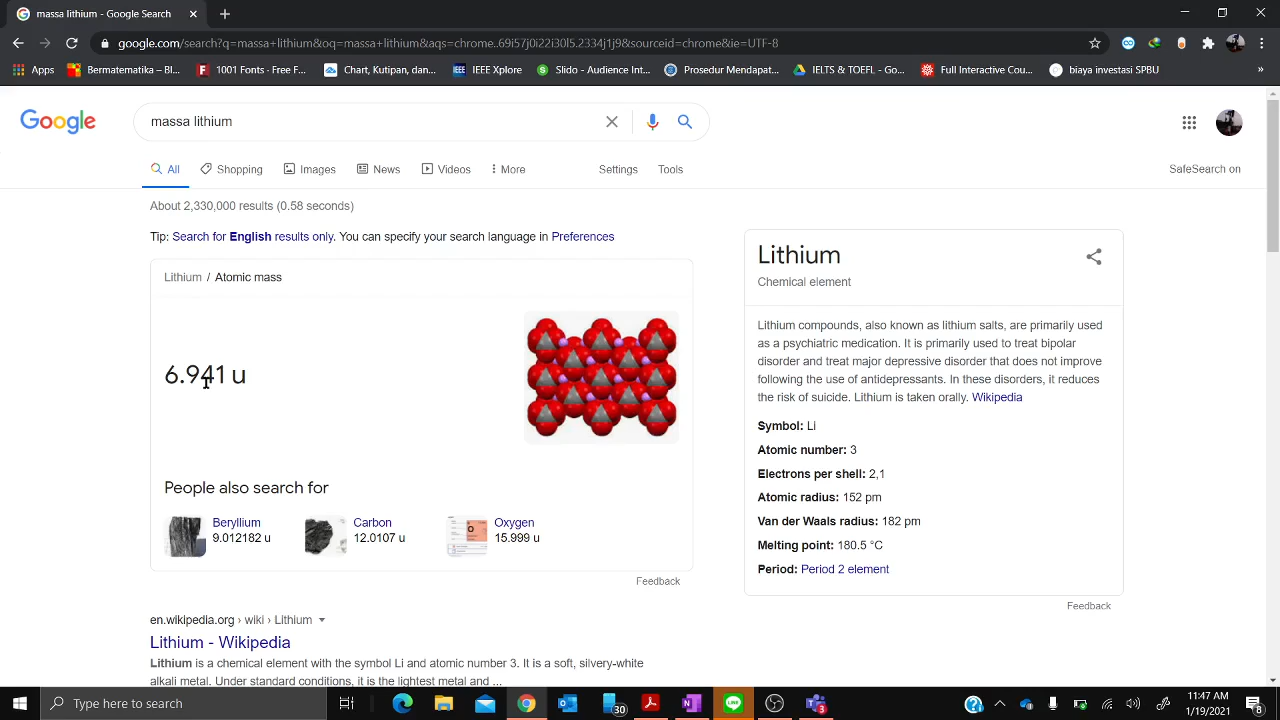 massa lithium - Google Search
google.com/search?q=massa+lithium&oq=massa+lithium&aqs=chrome..69i57j0i22i30l5.2334j1j9&sourceid=chrome&ie=UTF-8
Apps Bermatematika – Bl... 1001 Fonts - Free F... Chart, Kutipan, dan... IEEE Xplore Slido - Audience Int... Prosedur Mendapat... IELTS & TOEFL - Go... Full Interactive Cou... biaya investasi SPBU »
Google
massa lithium
All Shopping Images News Videos More Settings Tools SafeSearch on
About 2,330,000 results (0.58 seconds)
Tip: Search for English results only. You can specify your search language in Preferences
Lithium / Atomic mass
6.941 u
People also search for
Beryllium
9.012182 u
Carbon
12.0107 u
Oxygen
15.999 u
Feedback
en.wikipedia.org › wiki › Lithium
Lithium - Wikipedia
Lithium is a chemical element with the symbol Li and atomic number 3. It is a soft, silvery-white
alkali metal. Under standard conditions, it is the lightest metal and ...
Lithium
Chemical element
Lithium compounds, also known as lithium salts, are primarily used
as a psychiatric medication. It is primarily used to treat bipolar
disorder and treat major depressive disorder that does not improve
following the use of antidepressants. In these disorders, it reduces
the risk of suicide. Lithium is taken orally. Wikipedia
Symbol: Li
Atomic number: 3
Electrons per shell: 2,1
Atomic radius: 152 pm
Van der Waals radius: 182 pm
Melting point: 180.5 °C
Period: Period 2 element
Feedback
Type here to search
30
11:47 AM
1/19/2021